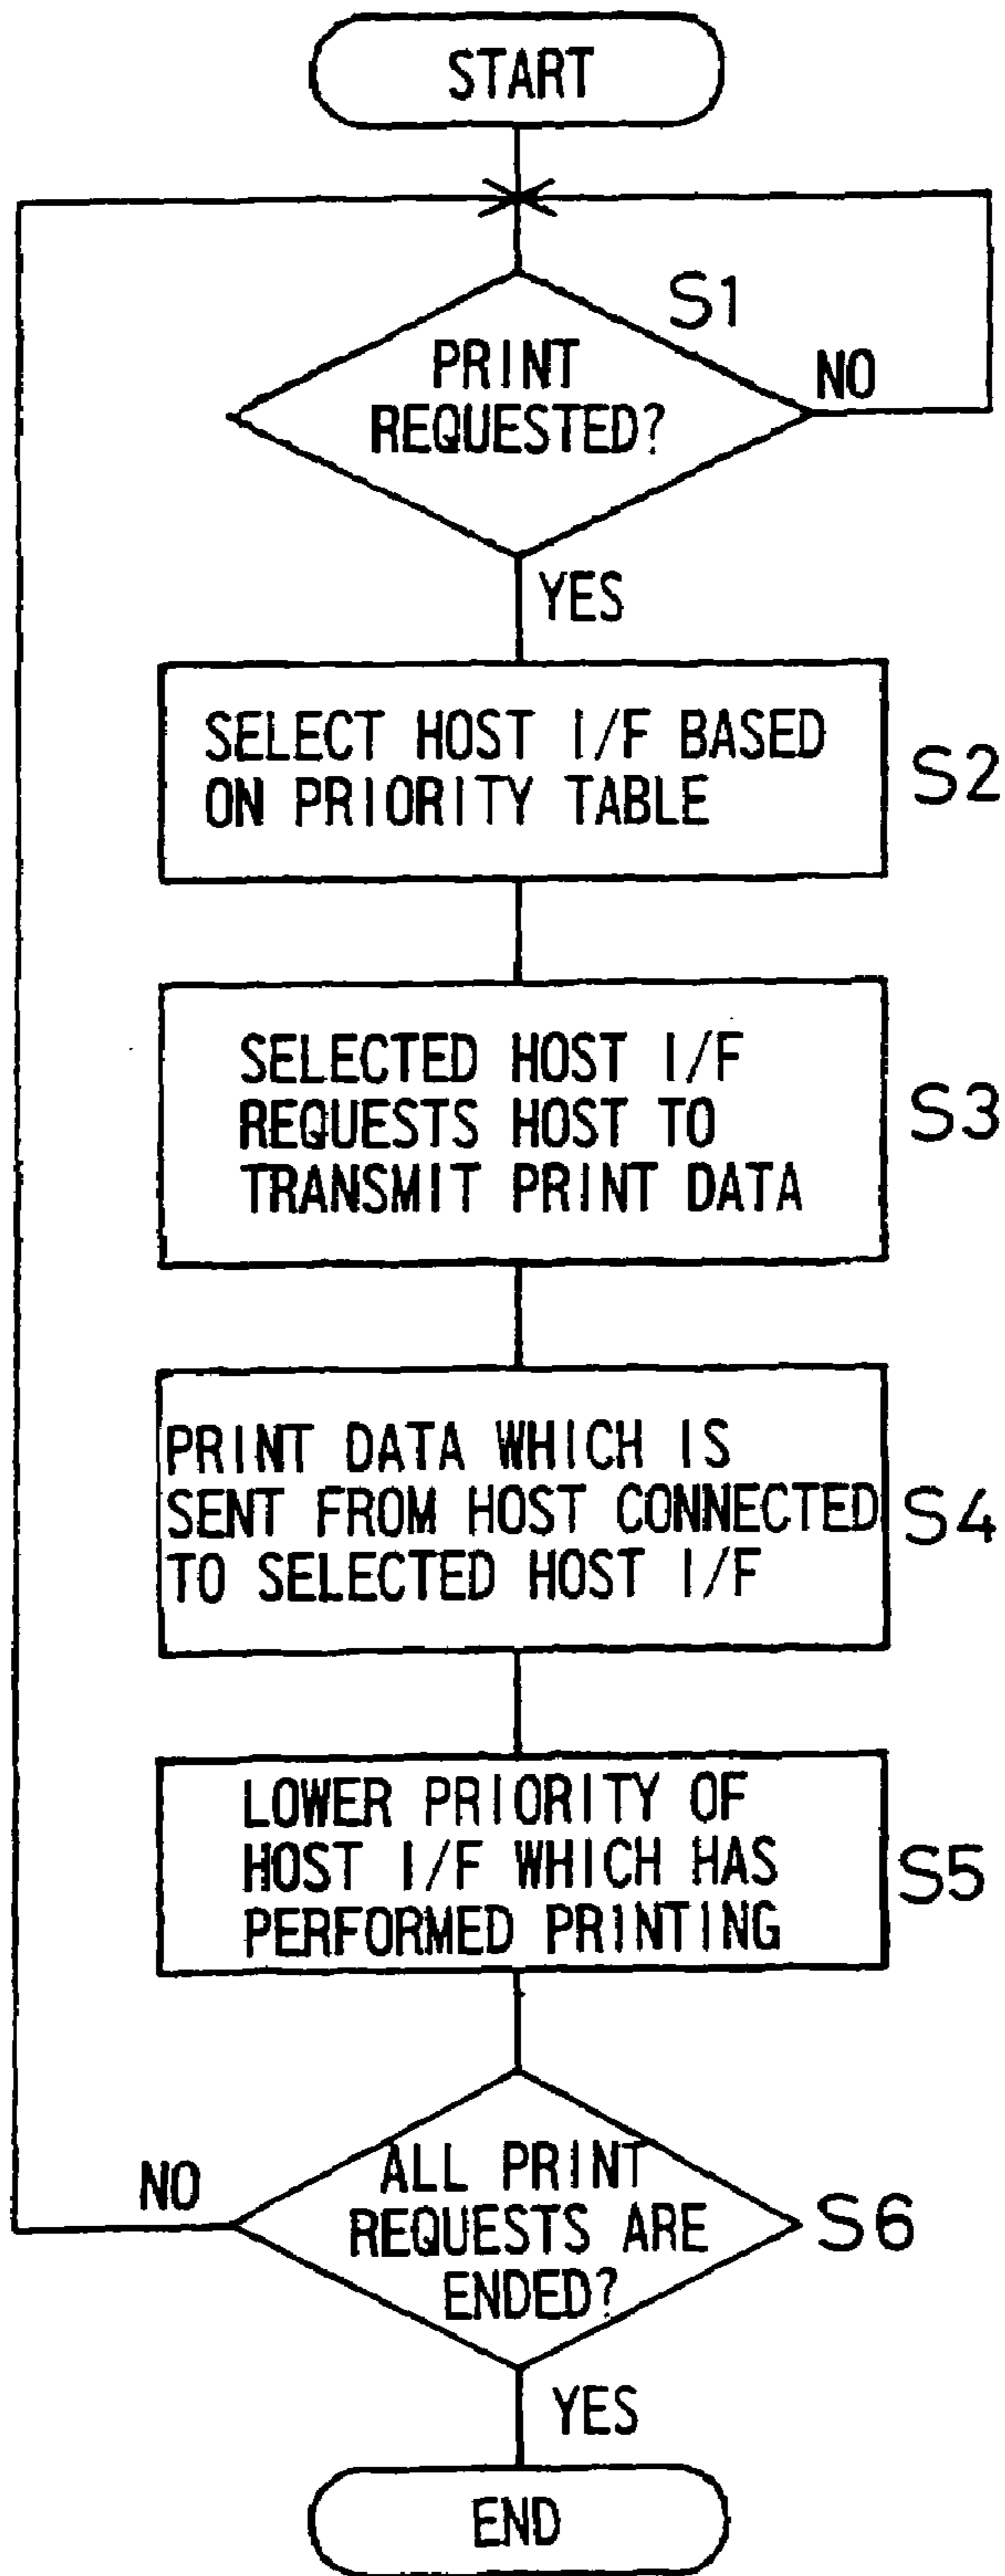 START
S1
PRINT
REQUESTED?
NO
YES
SELECT HOST I/F BASED
ON PRIORITY TABLE
S2
SELECTED HOST I/F
REQUESTS HOST TO
TRANSMIT PRINT DATA
S3
PRINT DATA WHICH IS
SENT FROM HOST CONNECTED
TO SELECTED HOST I/F
S4
LOWER PRIORITY OF
HOST I/F WHICH HAS
PERFORMED PRINTING
S5
NO
ALL PRINT
REQUESTS ARE
ENDED?
S6
YES
END